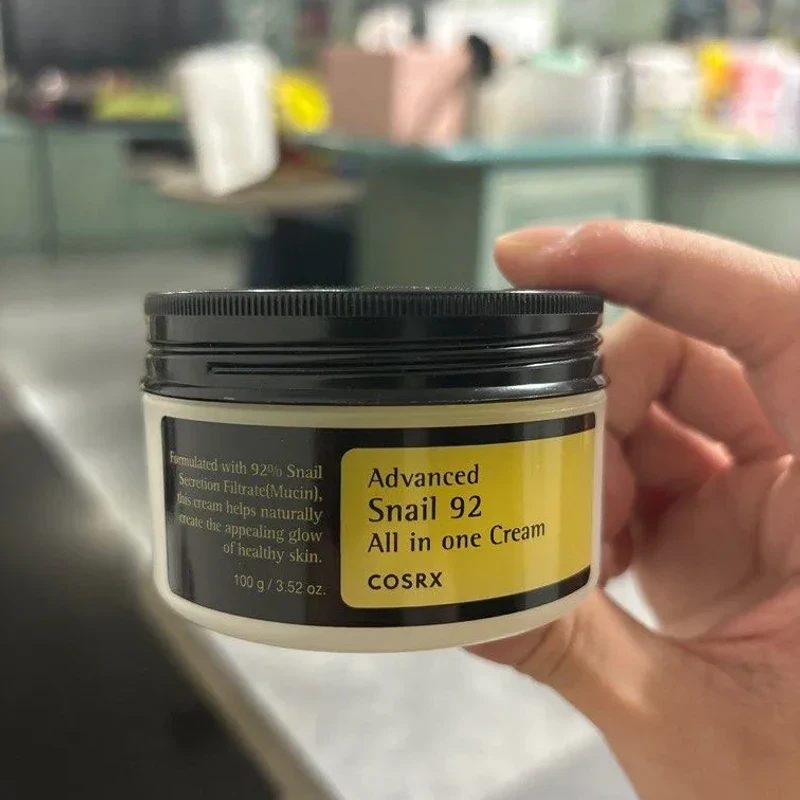 Formulated with 92% Snail
Secretion Filtrate(Mucin),
this cream helps naturally
create the appealing glow
of healthy skin.
100 g / 3.52 oz.
Advanced
Snail 92
All in one Cream
COSRX